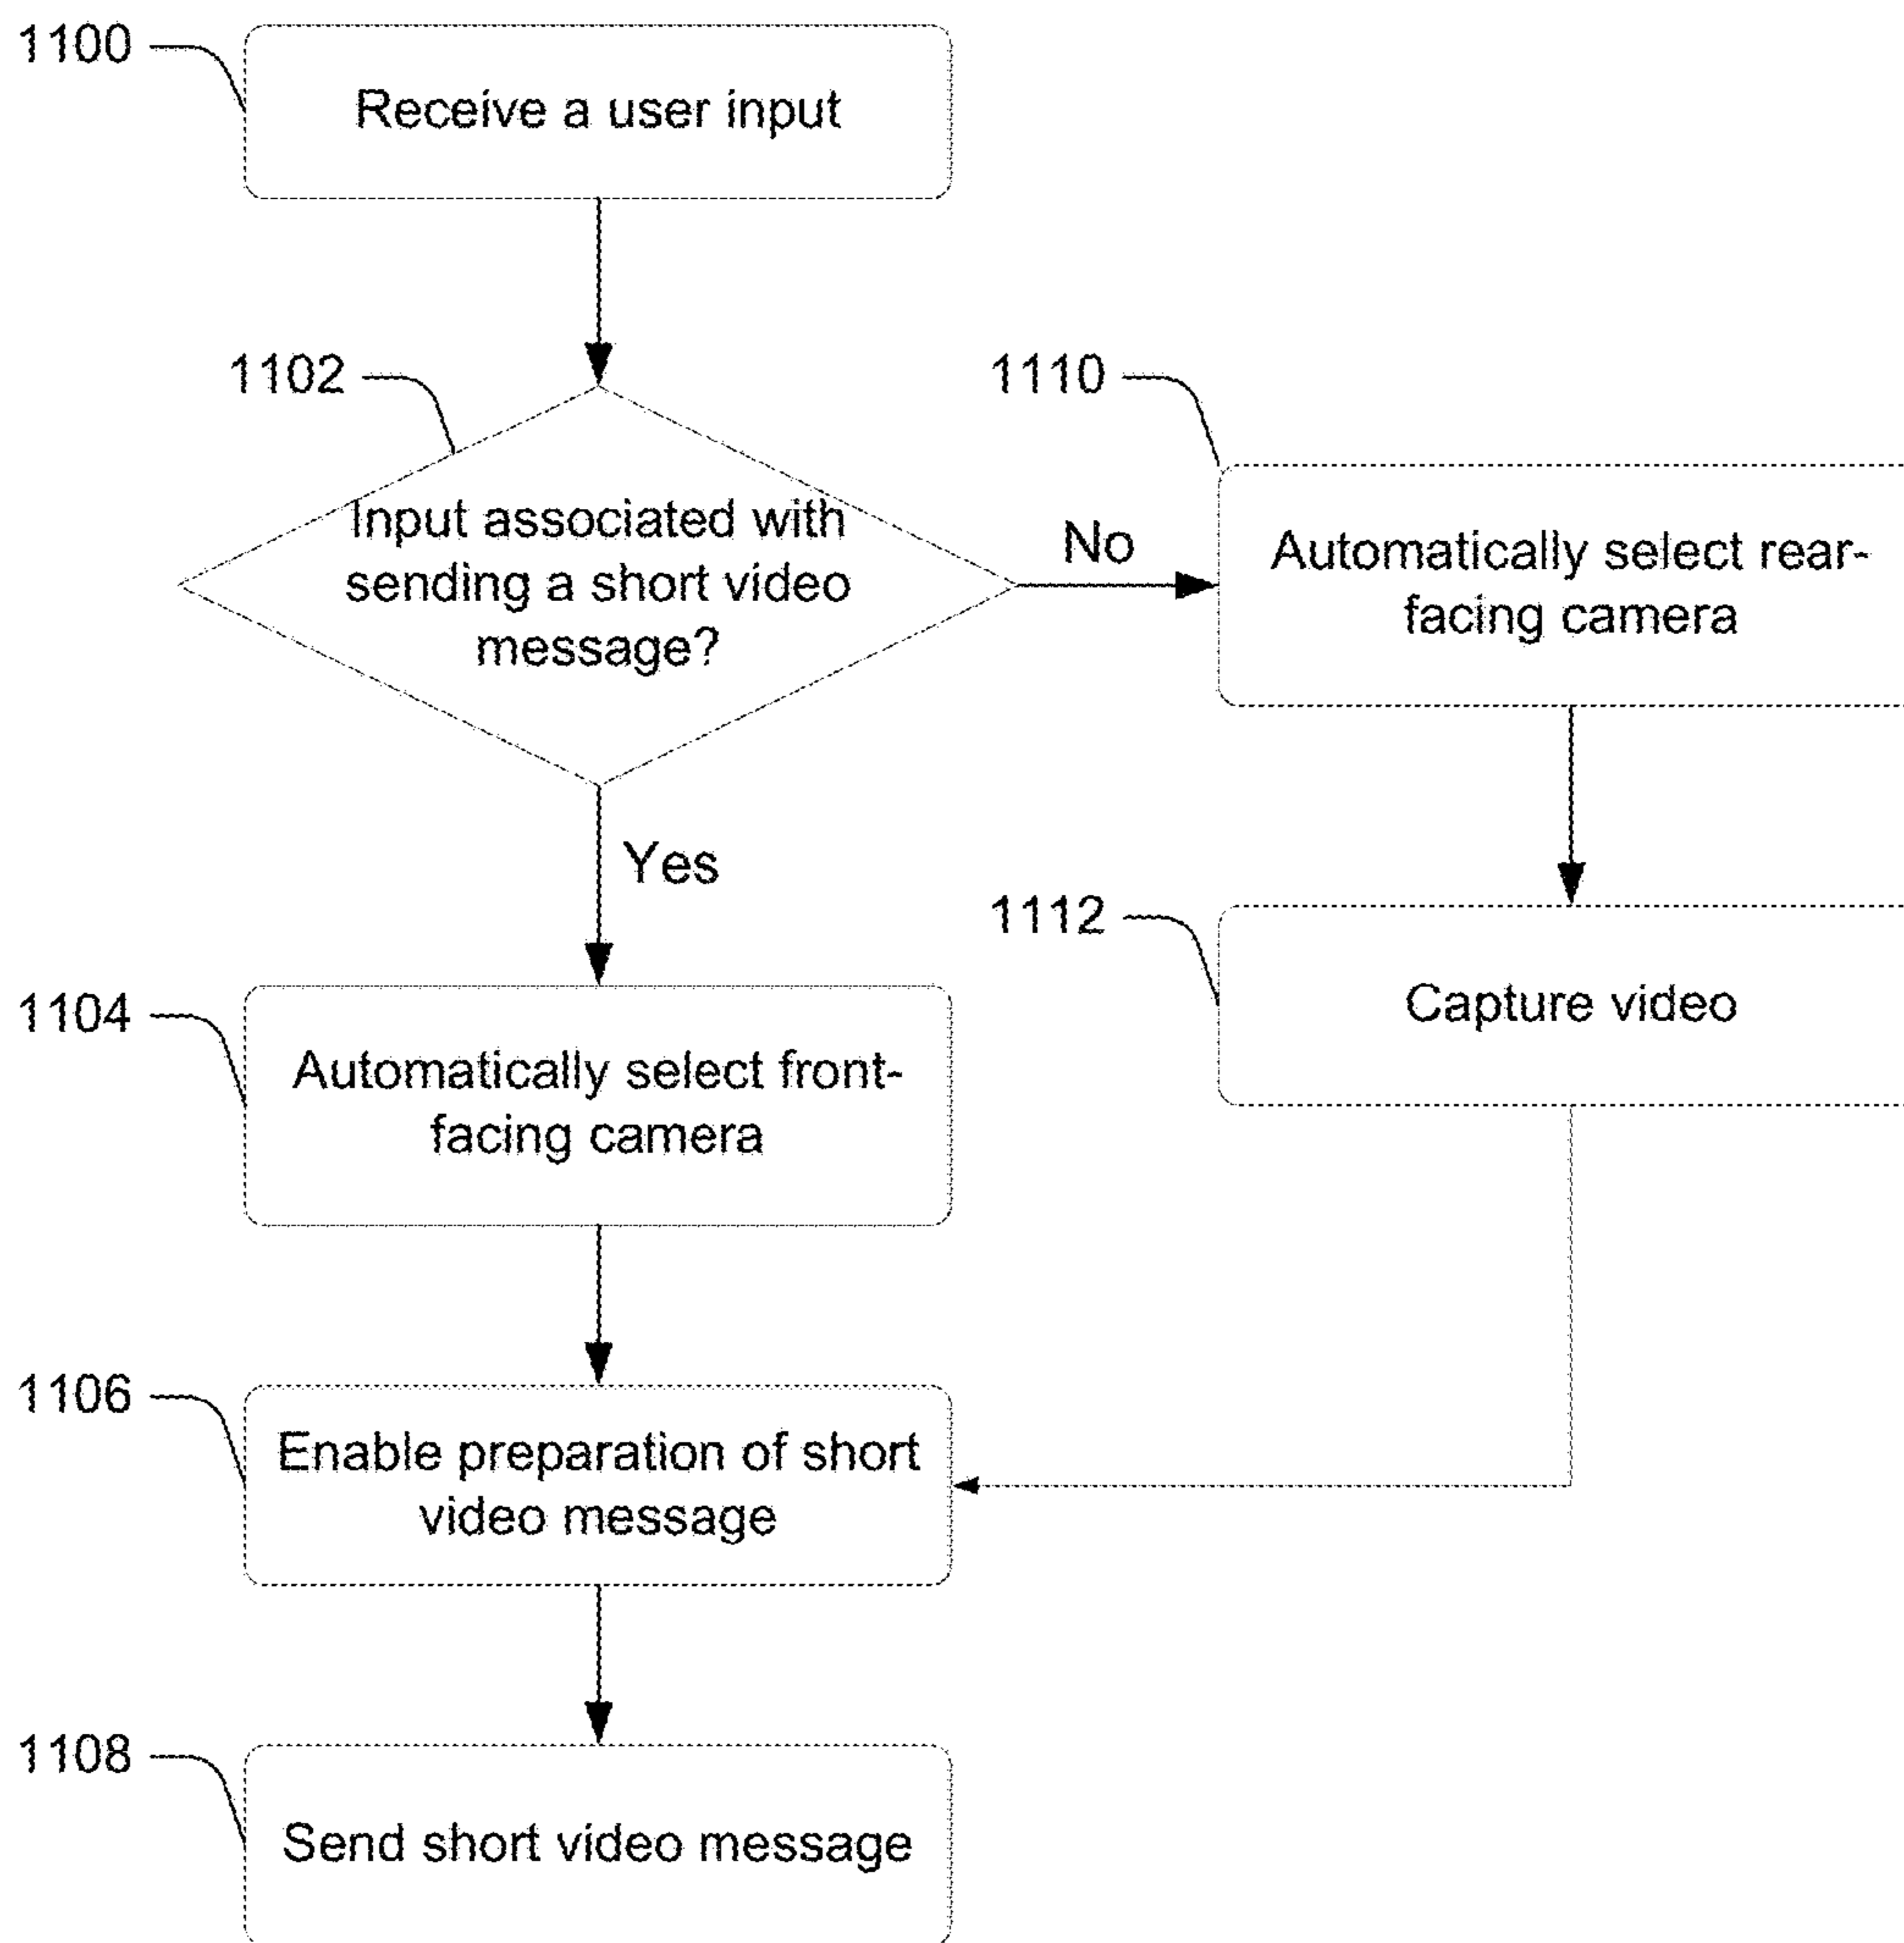 1100
Receive a user input
1102
Input associated with
sending a short video
message?
No
1110
Automatically select rear-
facing camera
Yes
1112
Capture video
1104
Automatically select front-
facing camera
1106
Enable preparation of short
video message
1108
Send short video message